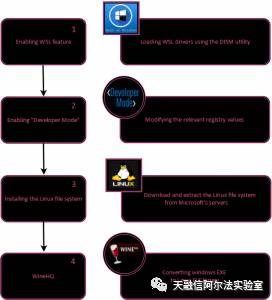 1
Enabling WSL feature
Loading WSL drivers using the DISM utility
2
Enabling "Developer Mode"
<Developer
Mode>
Modifying the relevant registry values
3
Installing the Linux file system
LINUX
Download and extract the Linux file system
from Microsoft's servers
4
WineHQ
WINE
Converting windows EXE
天融信阿尔法实验室